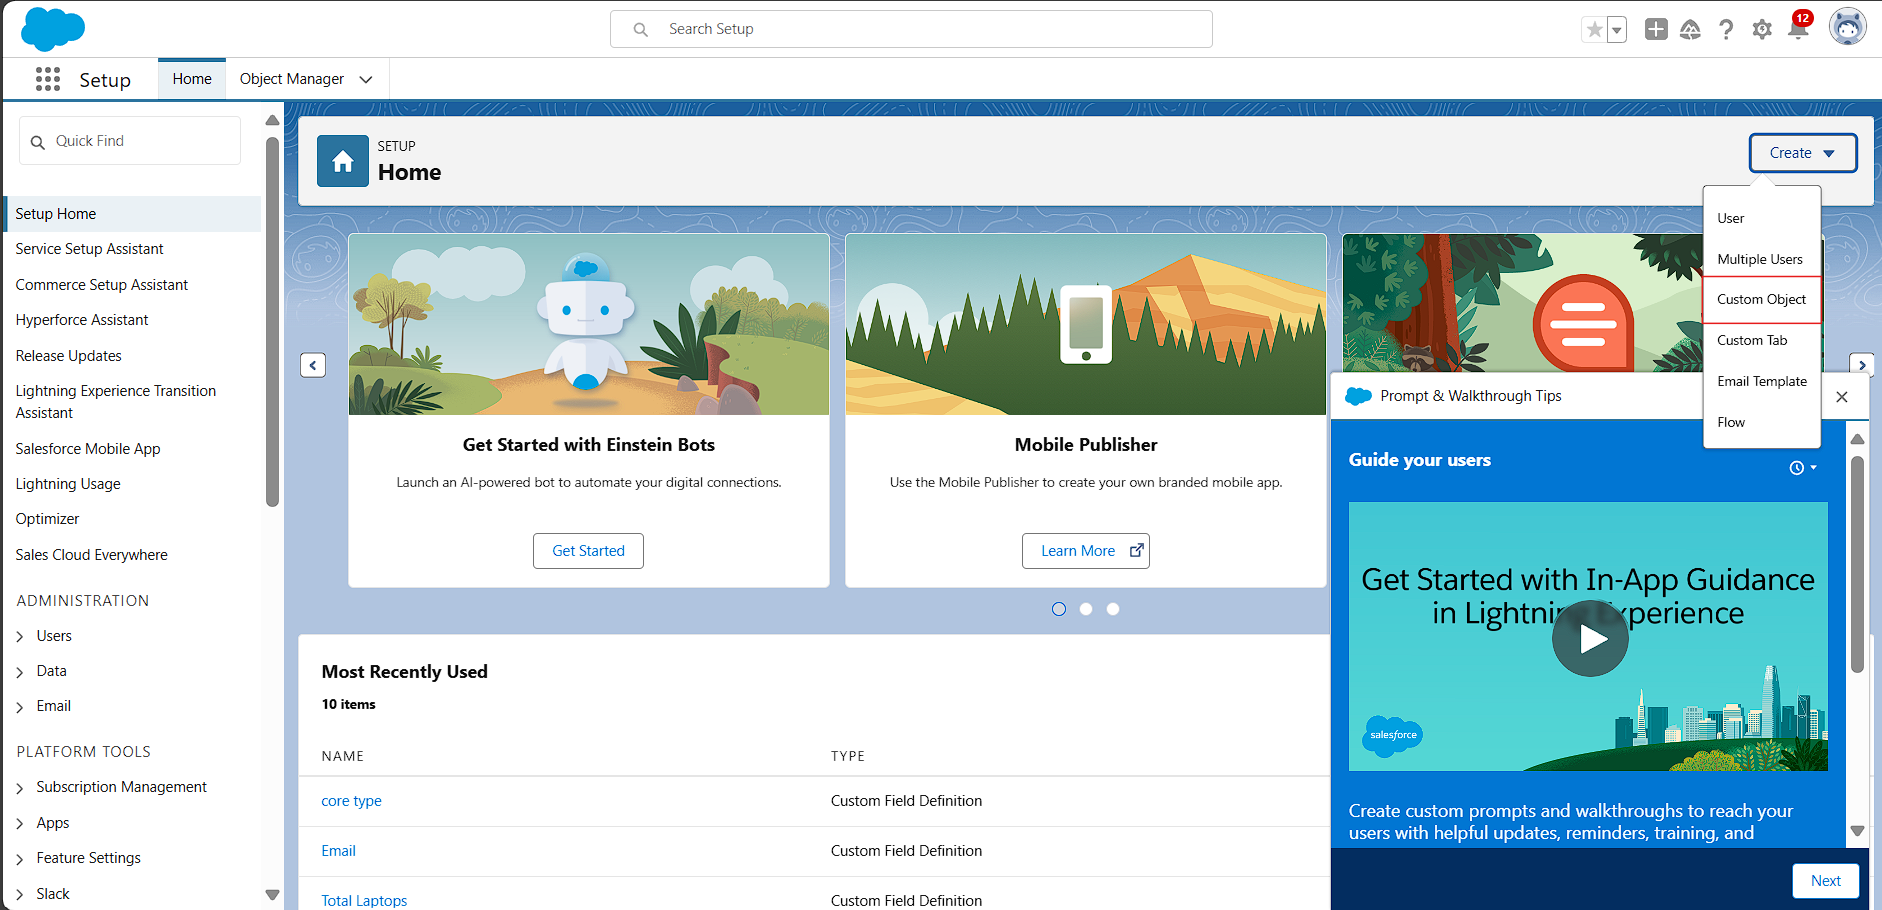 Search Setup
12
Setup
Home
Object Manager
Quick Find
Setup Home
Service Setup Assistant
Commerce Setup Assistant
Hyperforce Assistant
Release Updates
Lightning Experience Transition
Assistant
Salesforce Mobile App
Lightning Usage
Optimizer
Sales Cloud Everywhere
ADMINISTRATION
Users
Data
Email
PLATFORM TOOLS
Subscription Management
Apps
Feature Settings
Slack
SETUP
Home
Create
User
Multiple Users
Custom Object
Custom Tab
Email Template
Flow
Get Started with Einstein Bots
Launch an AI-powered bot to automate your digital connections.
Get Started
Mobile Publisher
Use the Mobile Publisher to create your own branded mobile app.
Learn More
Most Recently Used
10 items
NAME
TYPE
core type
Custom Field Definition
Email
Custom Field Definition
Total Laptops
Custom Field Definition
Prompt & Walkthrough Tips
Guide your users
Get Started with In-App Guidance
in Lightning Experience
salesforce
Create custom prompts and walkthroughs to reach your
users with helpful updates, reminders, training, and
Next